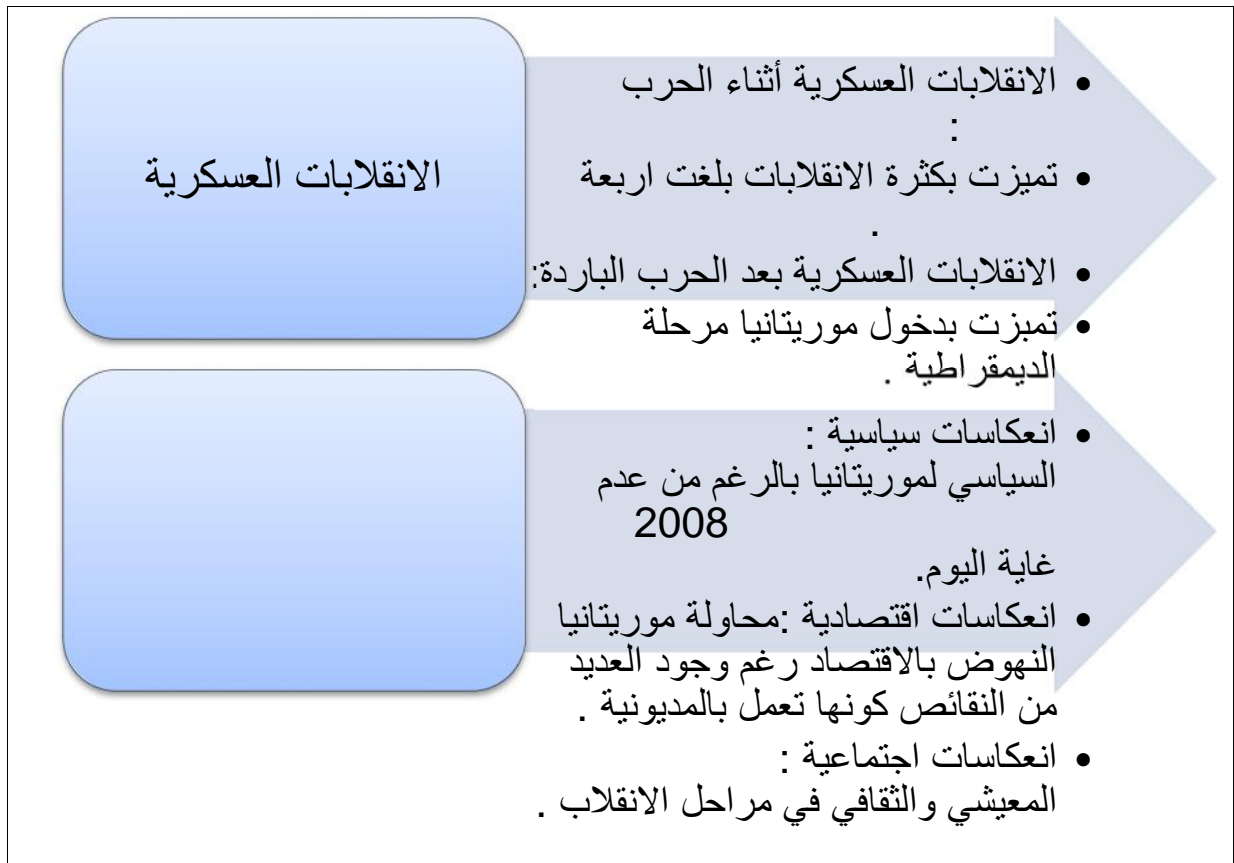 الانقلابات العسكرية
• الانقلابات العسكرية أثناء الحرب
:
• تميزت بكثرة الانقلابات بلغت اربعة
.
• الانقلابات العسكرية بعد الحرب الباردة:
• تمبزت بدخول موريتانيا مرحلة
الديمقراطية .
• انعكاسات سياسية :
السياسي لموريتانيا بالرغم من عدم
2008
غاية اليوم.
• انعكاسات اقتصادية :محاولة موريتانيا
النهوض بالاقتصاد رغم وجود العديد
من النقائص كونها تعمل بالمديونية .
• انعكاسات اجتماعية :
المعيشي والثقافي في مراحل الانقلاب .